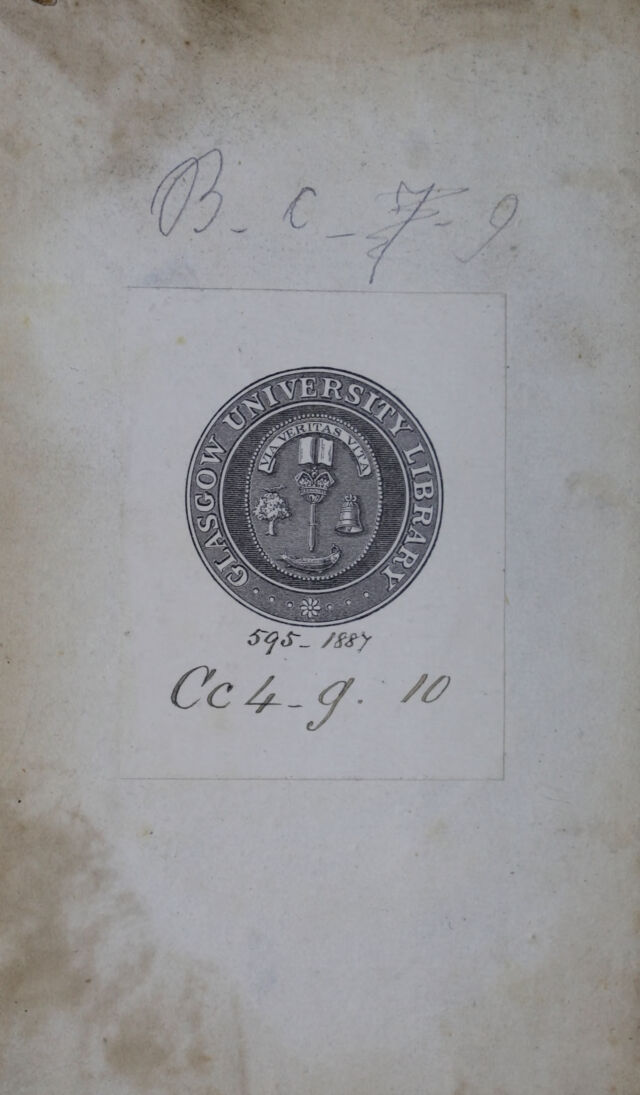 B - c - 7 - 9
GLASGOW UNIVERSITY LIBRARY
VIA VERITAS VITA
595 - 1887
Cc 4 - g. 10